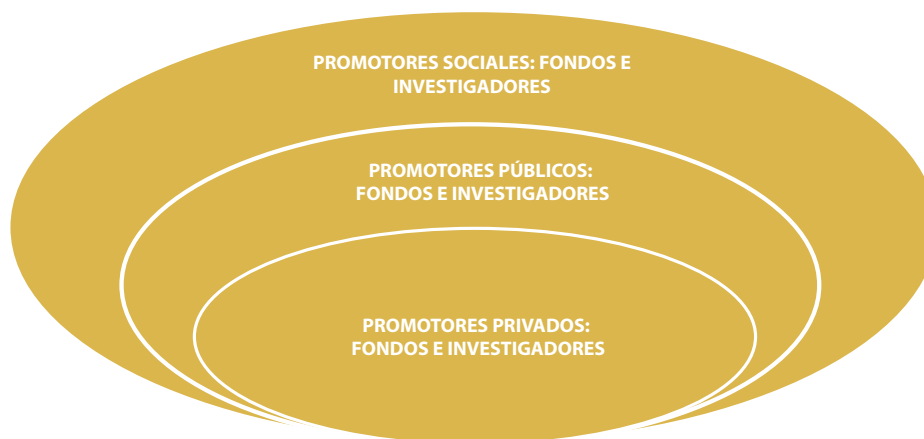 PROMOTORES SOCIALES: FONDOS E
INVESTIGADORES
PROMOTORES PÚBLICOS:
FONDOS E INVESTIGADORES
PROMOTORES PRIVADOS:
FONDOS E INVESTIGADORES